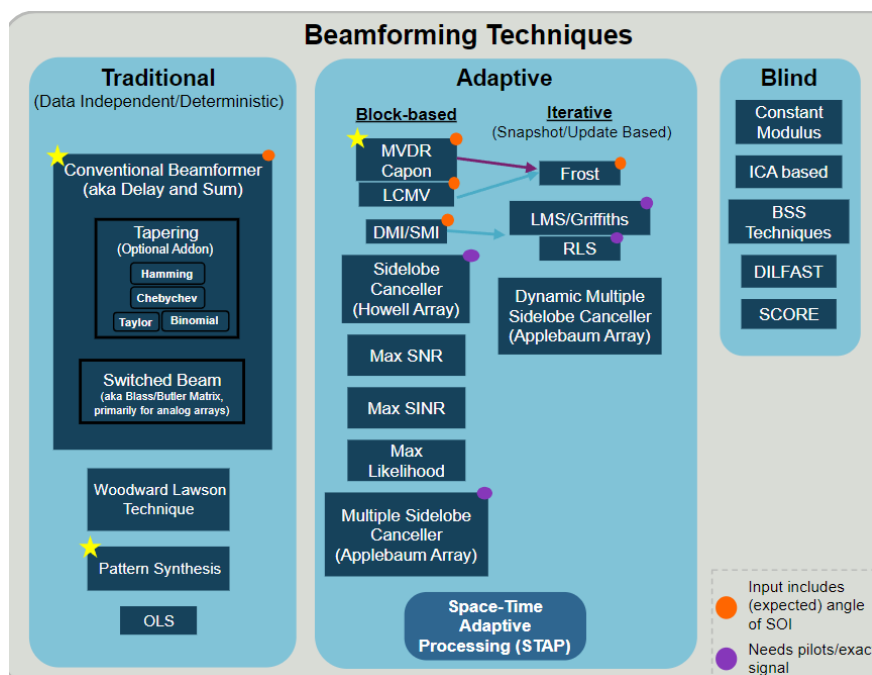 Beamforming Techniques
Traditional
(Data Independent/Deterministic)
Conventional Beamformer
(aka Delay and Sum)
Tapering
(Optional Addon)
Hamming
Chebychev
Taylor
Binomial
Switched Beam
(aka Blass/Butler Matrix,
primarily for analog arrays)
Woodward Lawson
Technique
Pattern Synthesis
OLS
Adaptive
Block-based
MVDR
Capon
LCMV
DMI/SMI
Sidelobe
Canceller
(Howell Array)
Max SNR
Max SINR
Max
Likelihood
Multiple Sidelobe
Canceller
(Applebaum Array)
Iterative
(Snapshot/Update Based)
Frost
LMS/Griffiths
RLS
Dynamic Multiple
Sidelobe Canceller
(Applebaum Array)
Space-Time
Adaptive
Processing (STAP)
Blind
Constant
Modulus
ICA based
BSS
Techniques
DILFAST
SCORE
Input includes
(expected) angle
of SOI
Needs pilots/exac
signal